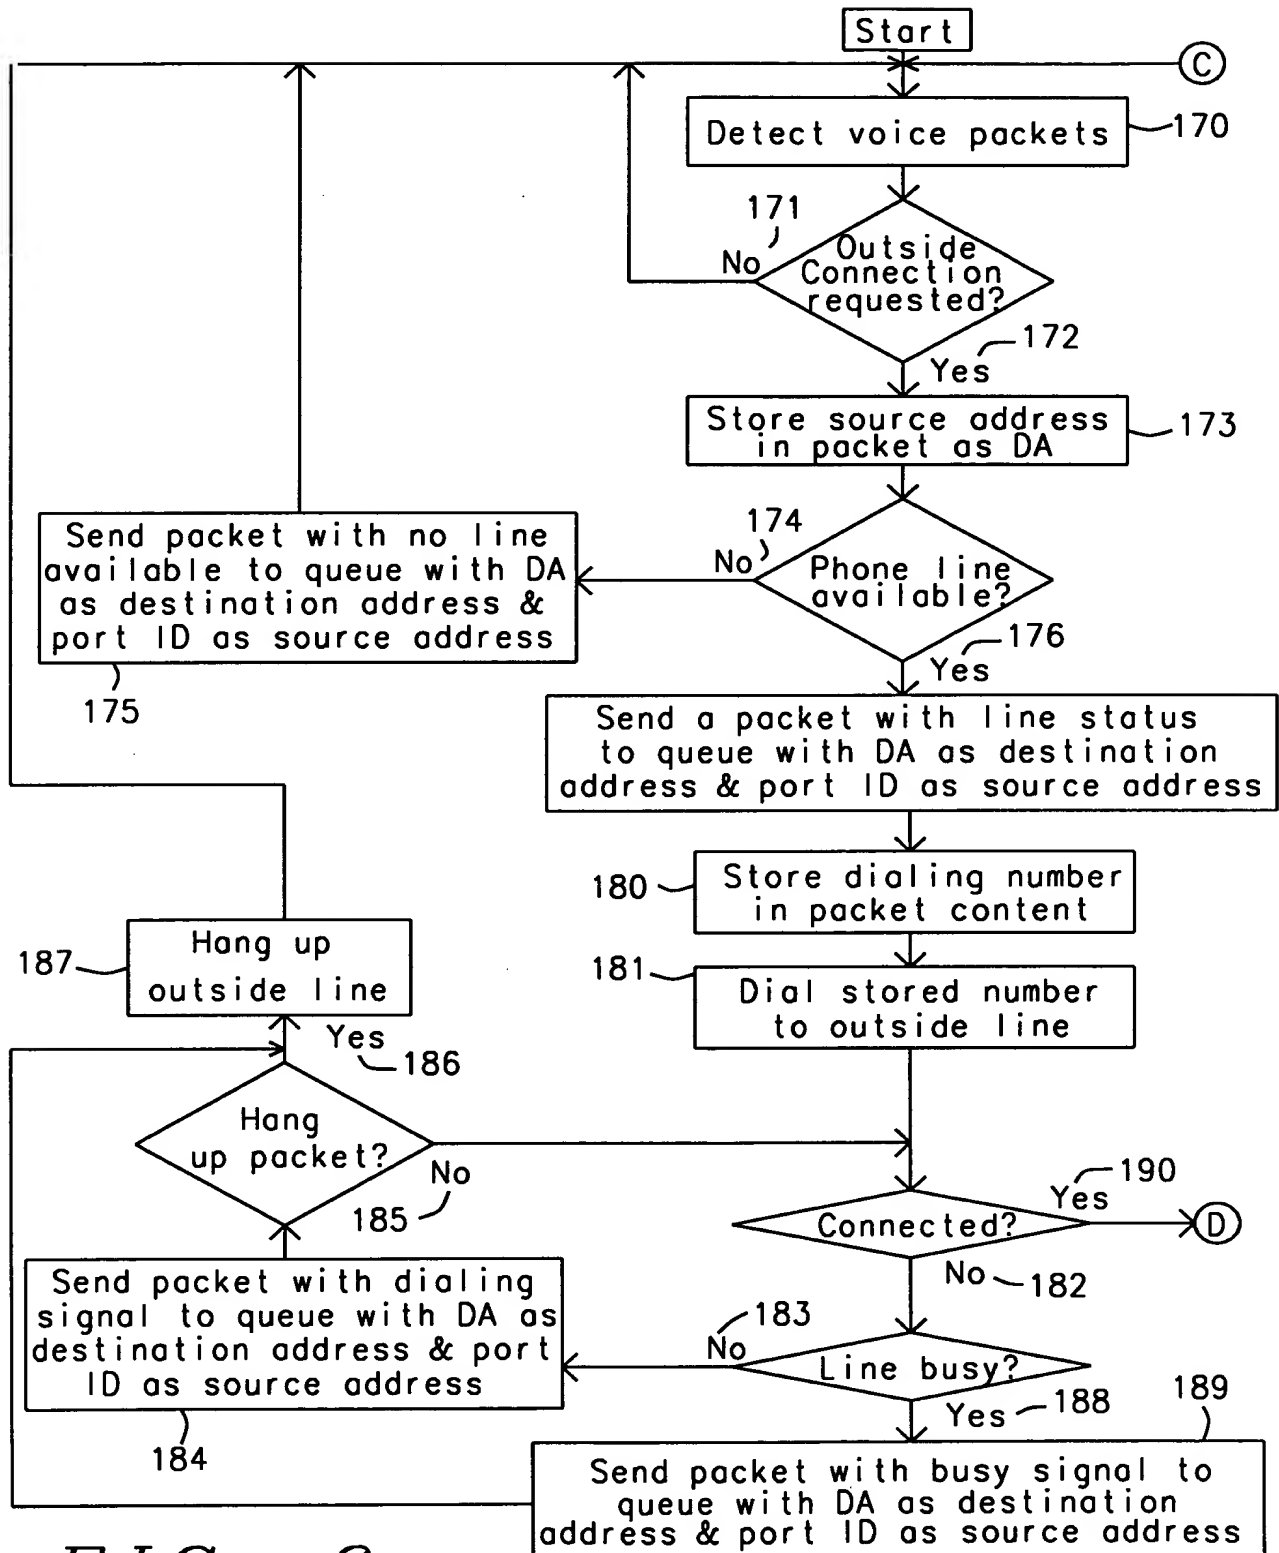 Start
C
Detect voice packets
170
171
No
Outside
Connection
requested?
172
Yes
Store source address
in packet as DA
173
Send packet with no line
available to queue with DA
as destination address &
port ID as source address
175
174
No
Phone line
available?
176
Yes
Send a packet with line status
to queue with DA as destination
address & port ID as source address
180
Store dialing number
in packet content
187
Hang up
outside line
181
Dial stored number
to outside line
Yes
186
Hang
up packet?
No
185
190
Yes
Connected?
D
No
182
Send packet with dialing
signal to queue with DA as
destination address & port
ID as source address
184
183
No
Line busy?
Yes
188
189
Send packet with busy signal to
queue with DA as destination
address & port ID as source address